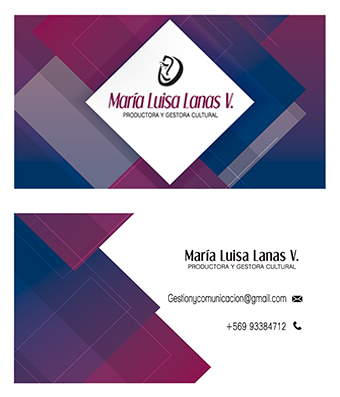 María Luisa Lanas V.
PRODUCTORA Y GESTORA CULTURAL
María Luisa Lanas V.
PRODUCTORA Y GESTORA CULTURAL
Gestionycomunicacion@gmail.com
+569 93384712